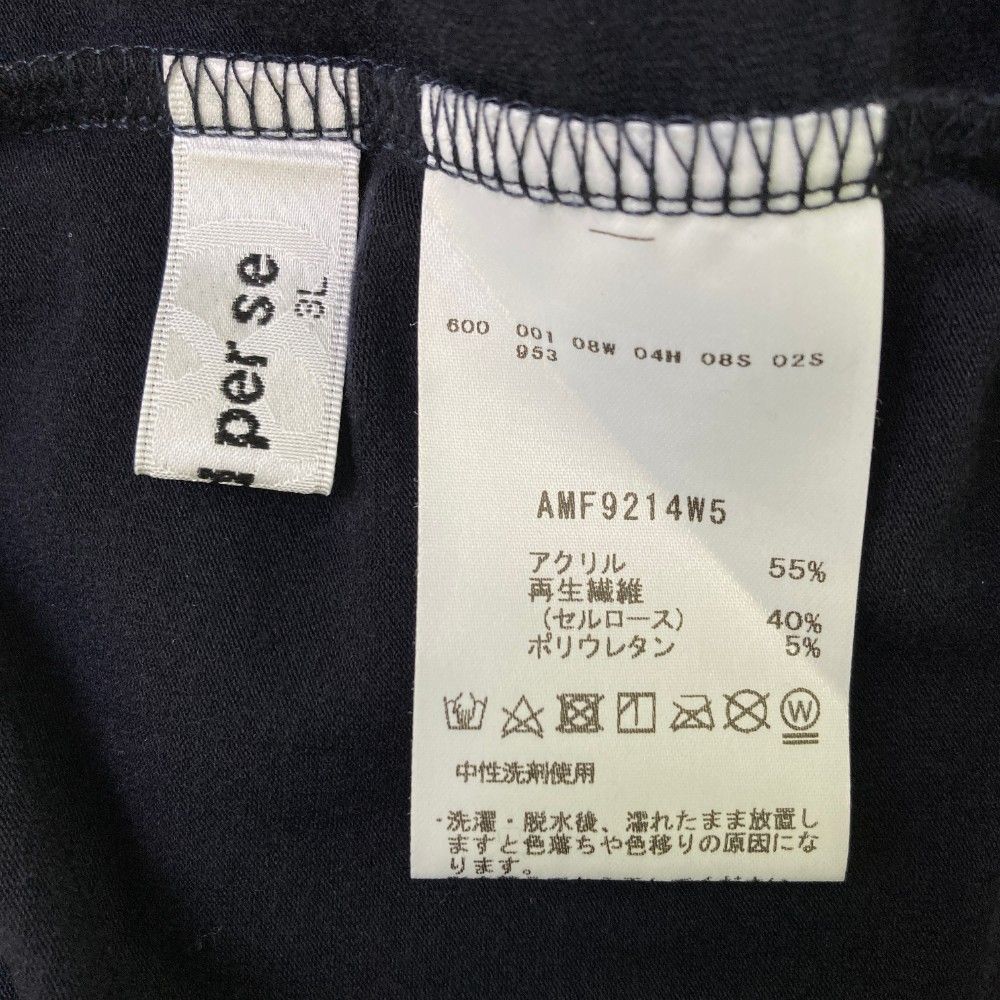 per se
3L
600 001 08W 04H 08S 02S
953
AMF9214W5
アクリル 55%
再生繊維
(セルロース) 40%
ポリウレタン 5%
W
中性洗剤使用
・洗濯・脱水後、濡れたまま放置し
ますと色落ちや色移りの原因にな
ります。